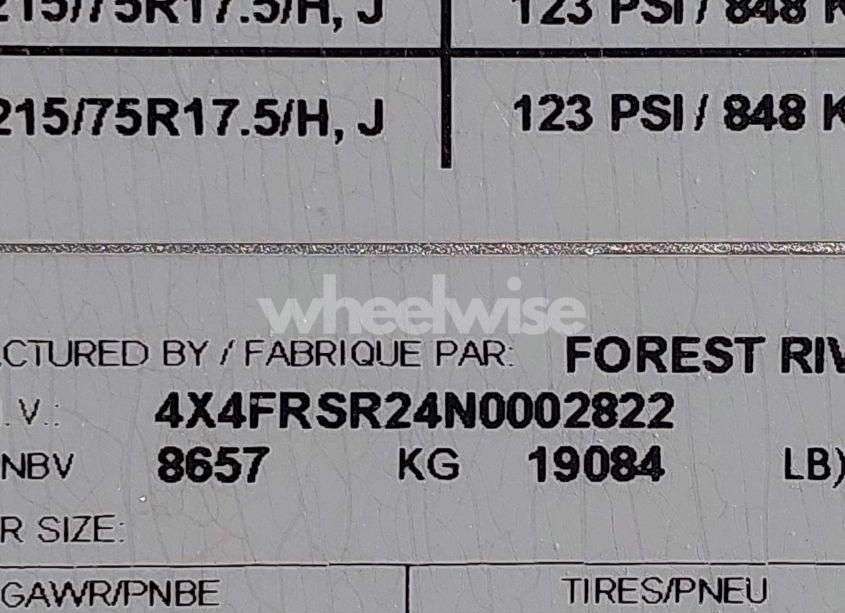 215/75R17.5/H, J 123 PSI / 848 K
215/75R17.5/H, J 123 PSI / 848 K
wheelwise
CTURED BY / FABRIQUE PAR: FOREST RIV
.V.: 4X4FRSR24N0002822
NBV 8657 KG 19084 LB)
R SIZE:
GAWR/PNBE TIRES/PNEU